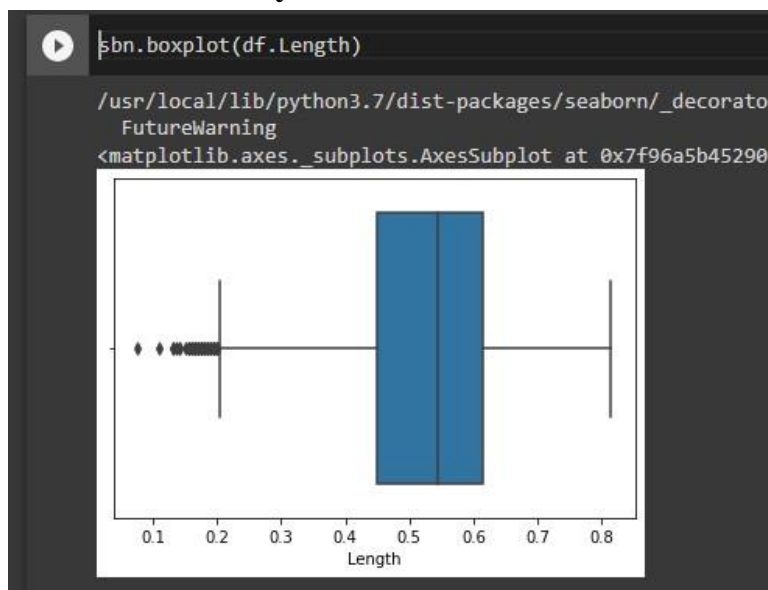 sbn.boxplot(df.Length)
/usr/local/lib/python3.7/dist-packages/seaborn/_decorato
FutureWarning
<matplotlib.axes._subplots.AxesSubplot at 0x7f96a5b45290
0.1 0.2 0.3 0.4 0.5 0.6 0.7 0.8
Length